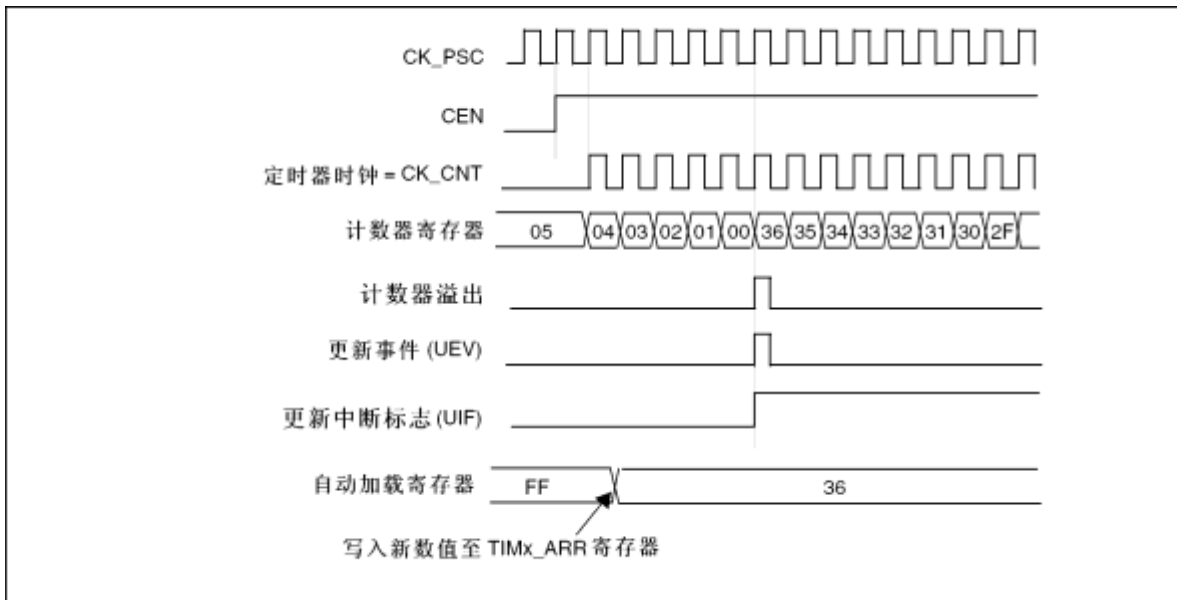 CK_PSC
CEN
定时器时钟 = CK_CNT
计数器寄存器 05 04 03 02 01 00 36 35 34 33 32 31 30 2F
计数器溢出
更新事件 (UEV)
更新中断标志 (UIF)
自动加载寄存器 FF 36
写入新数值至 TIMx_ARR 寄存器